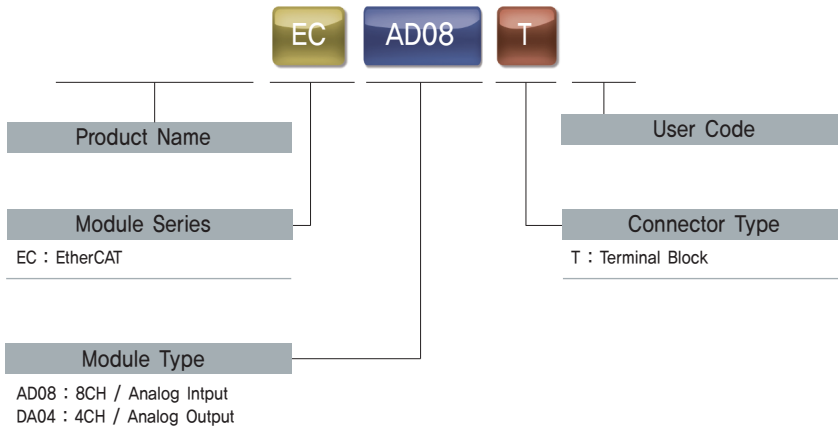 EC AD08 T
Product Name
User Code
Module Series
EC : EtherCAT
Connector Type
T : Terminal Block
Module Type
AD08 : 8CH / Analog Intput
DA04 : 4CH / Analog Output